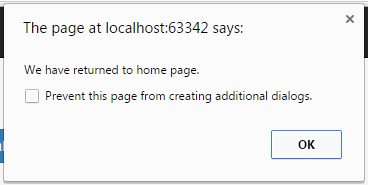 The page at localhost:63342 says:
We have returned to home page.
Prevent this page from creating additional dialogs.
OK